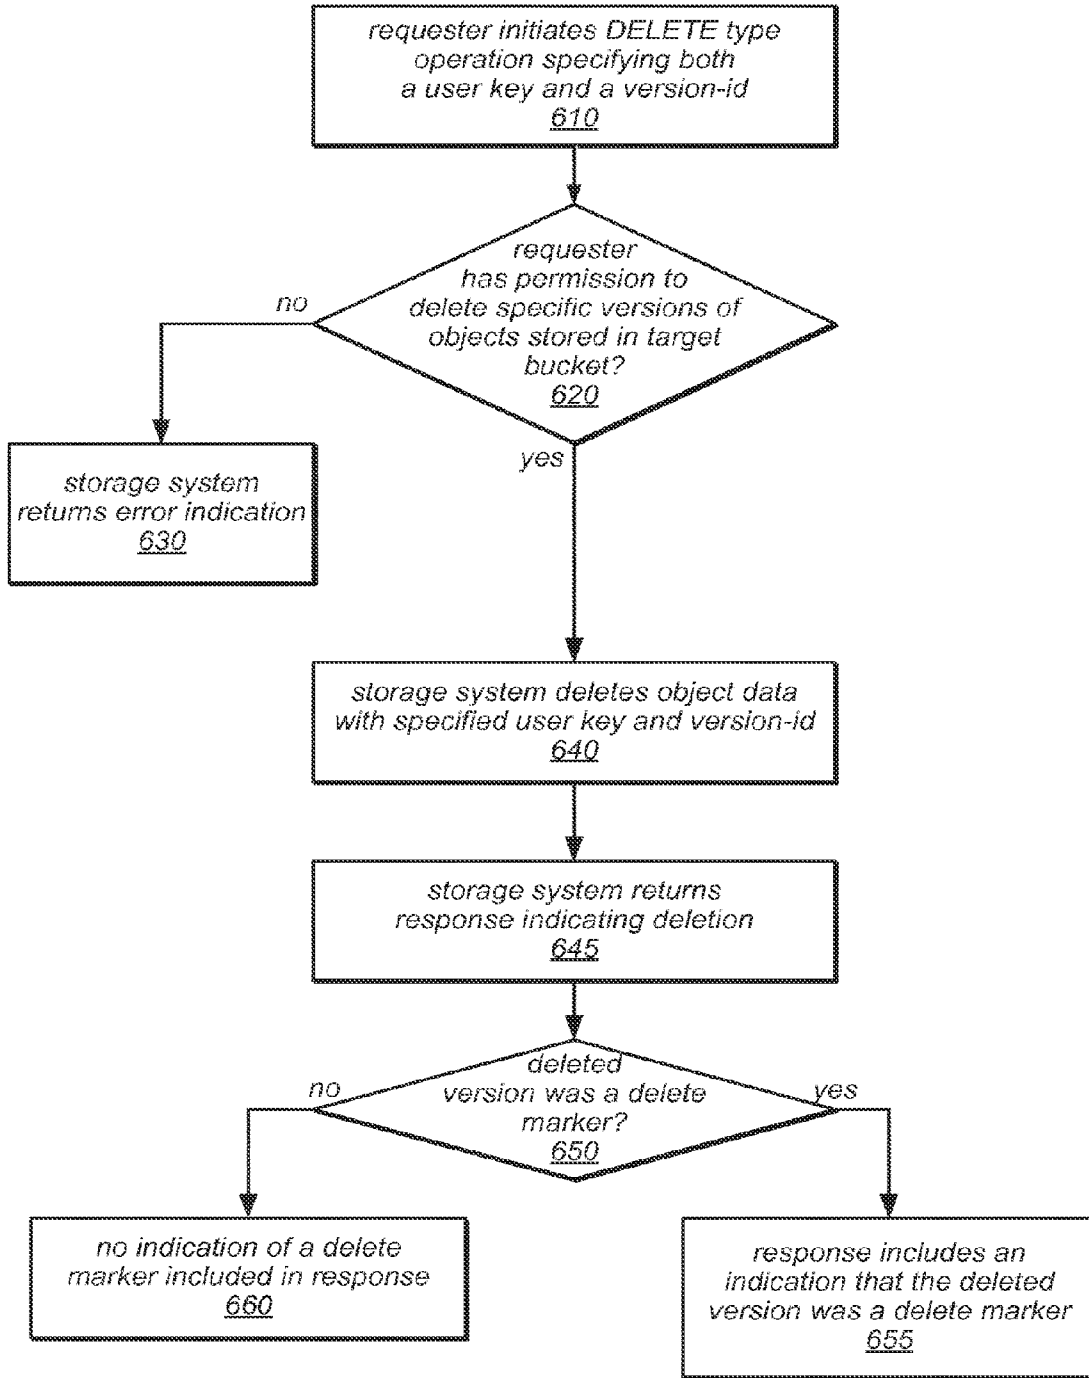 requester initiates DELETE type
operation specifying both
a user key and a version-id
610
requester
has permission to
delete specific versions of
objects stored in target
bucket?
620
no
yes
storage system
returns error indication
630
storage system deletes object data
with specified user key and version-id
640
storage system returns
response indicating deletion
645
deleted
version was a delete
marker?
650
no
yes
no indication of a delete
marker included in response
660
response includes an
indication that the deleted
version was a delete marker
655